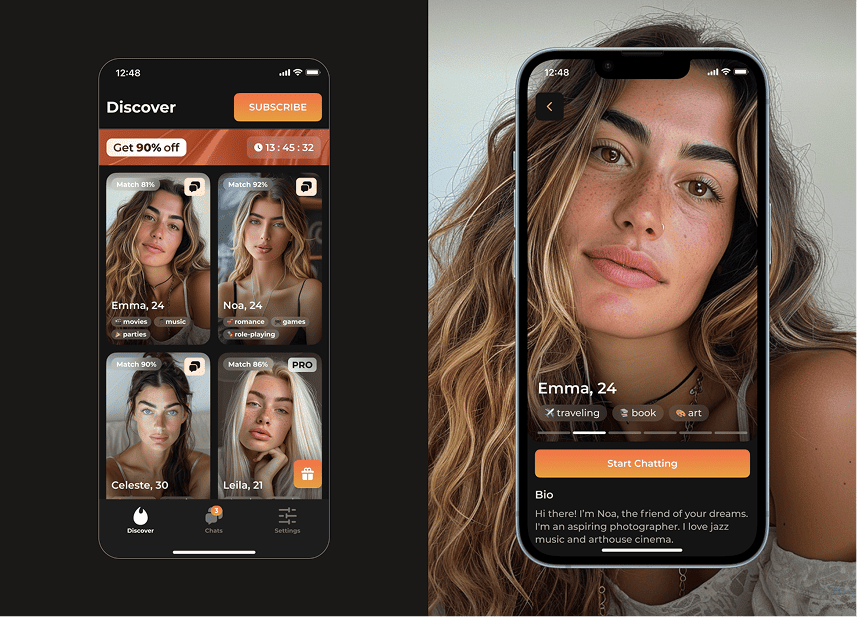 12:48
Discover
SUBSCRIBE
Get 90% off
13 : 45 : 32
Match 81%
Match 92%
Emma, 24
Noa, 24
movies
music
romance
games
parties
role-playing
Match 90%
Match 86%
PRO
Celeste, 30
Leila, 21
3
Discover
Chats
Settings
12:48
Emma, 24
traveling
book
art
Start Chatting
Bio
Hi there! I'm Noa, the friend of your dreams.
I'm an aspiring photographer. I love jazz
music and arthouse cinema.